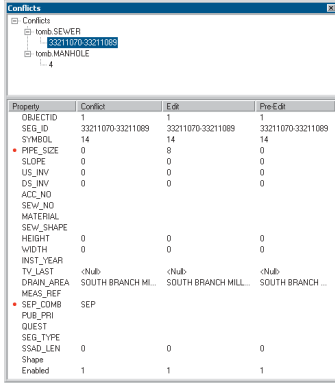 Conflicts
Conflicts
tomb.SEWER
33211070-33211089
tomb.MANHOLE
4
Property Conflict Edit Pre-Edit
OBJECTID 1 1 1
SEG_ID 33211070-33211089 33211070-33211089 33211070-33211089
SYMBOL 14 14 14
PIPE_SIZE 0 8 0
SLOPE 0 0 0
US_INV 0 0 0
DS_INV 0 0 0
ACC_NO
SEW_NO
MATERIAL
SEW_SHAPE
HEIGHT 0 0 0
WIDTH 0 0 0
INST_YEAR
TV_LAST <Null> <Null> <Null>
DRAIN_AREA SOUTH BRANCH MI... SOUTH BRANCH MILL... SOUTH BRANCH MILL ...
MEAS_REF
SEP_COMB SEP
PUB_PRI
QUEST
SEG_TYPE
SSAD_LEN 0 0 0
Shape
Enabled 1 1 1